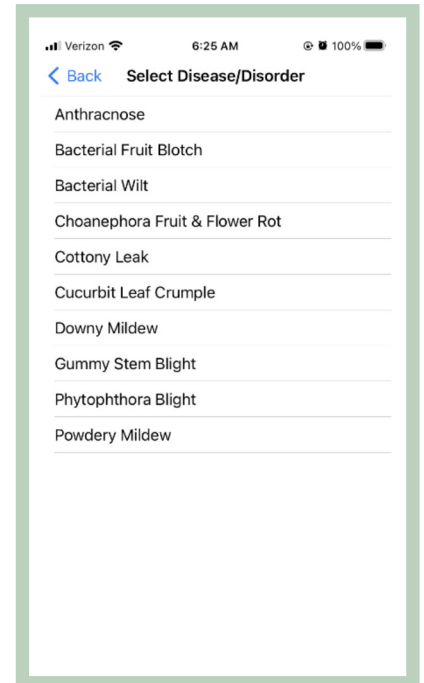 Verizon 6:25 AM 100%
Back Select Disease/Disorder
Anthracnose
Bacterial Fruit Blotch
Bacterial Wilt
Choanephora Fruit & Flower Rot
Cottony Leak
Cucurbit Leaf Crumple
Downy Mildew
Gummy Stem Blight
Phytophthora Blight
Powdery Mildew